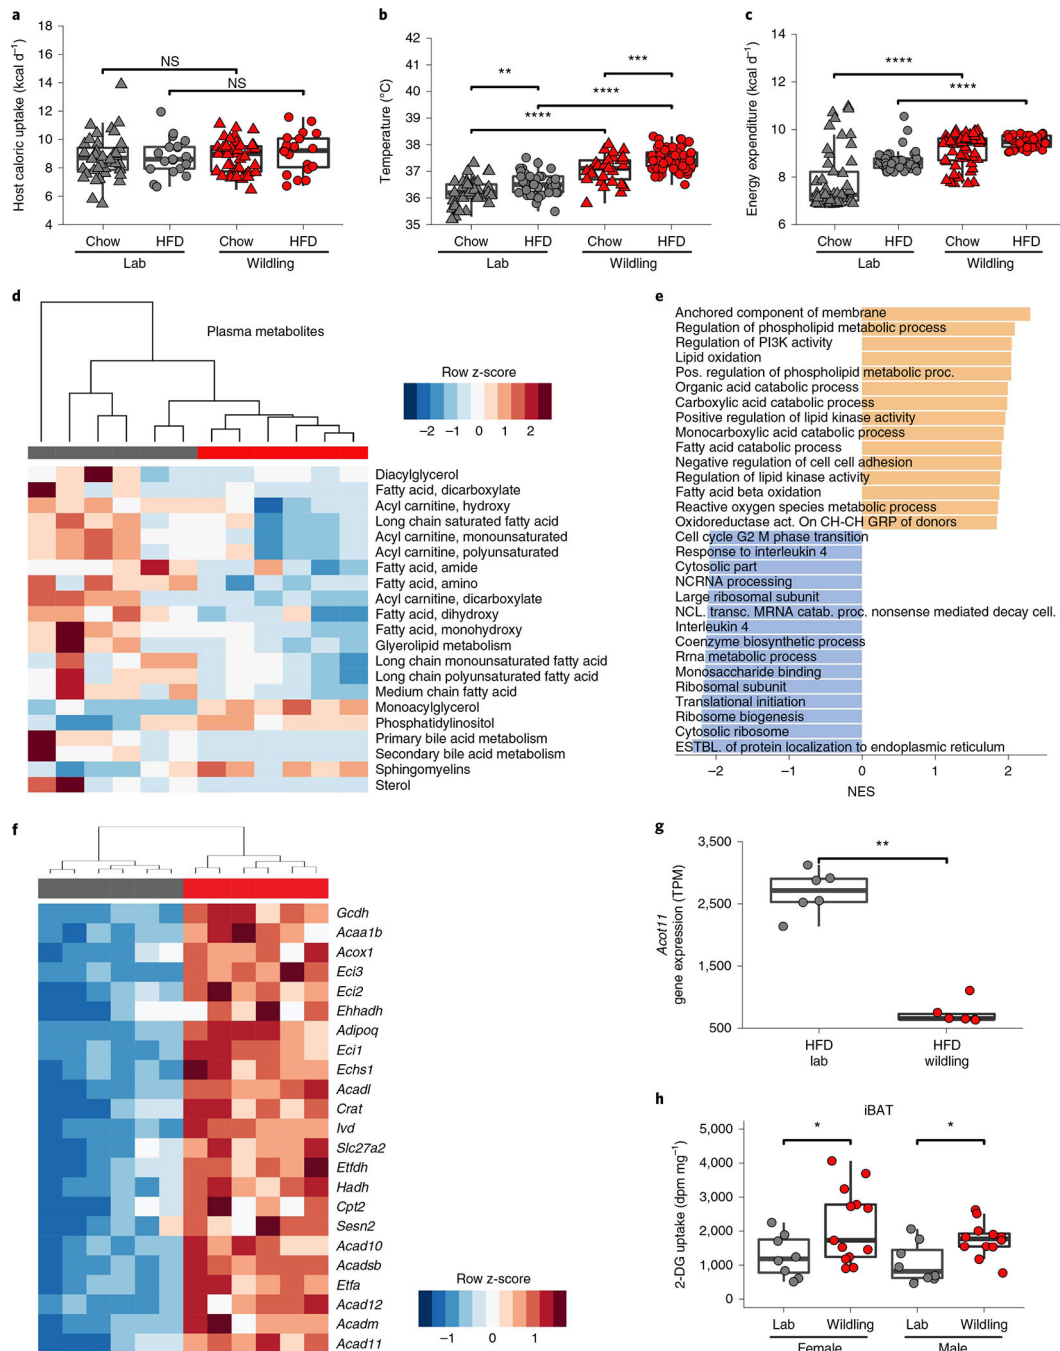 a
Host caloric uptake (kcal d⁻¹)
18
16
14
12
10
8
6
4
NS
NS
Chow
HFD
Chow
HFD
Lab
Wildling
b
Temperature (°C)
42
41
40
39
38
37
36
35
**
***
****
****
Chow
HFD
Chow
HFD
Lab
Wildling
c
Energy expenditure (kcal d⁻¹)
14
12
10
8
6
****
****
Chow
HFD
Chow
HFD
Lab
Wildling
d
Plasma metabolites
Row z-score
−2 −1 0 1 2
Diacylglycerol
Fatty acid, dicarboxylate
Acyl carnitine, hydroxy
Long chain saturated fatty acid
Acyl carnitine, monounsaturated
Acyl carnitine, polyunsaturated
Fatty acid, amide
Fatty acid, amino
Acyl carnitine, dicarboxylate
Fatty acid, dihydroxy
Fatty acid, monohydroxy
Glyerolipid metabolism
Long chain monounsaturated fatty acid
Long chain polyunsaturated fatty acid
Medium chain fatty acid
Monoacylglycerol
Phosphatidylinositol
Primary bile acid metabolism
Secondary bile acid metabolism
Sphingomyelins
Sterol
e
Anchored component of membrane
Regulation of phospholipid metabolic process
Regulation of PI3K activity
Lipid oxidation
Pos. regulation of phospholipid metabolic proc.
Organic acid catabolic process
Carboxylic acid catabolic process
Positive regulation of lipid kinase activity
Monocarboxylic acid catabolic process
Fatty acid catabolic process
Negative regulation of cell cell adhesion
Regulation of lipid kinase activity
Fatty acid beta oxidation
Reactive oxygen species metabolic process
Oxidoreductase act. On CH-CH GRP of donors
Cell cycle G2 M phase transition
Response to interleukin 4
Cytosolic part
NCRNA processing
Large ribosomal subunit
NCL. transc. MRNA catab. proc. nonsense mediated decay cell.
Interleukin 4
Coenzyme biosynthetic process
Rrna metabolic process
Monosaccharide binding
Ribosomal subunit
Translational initiation
Ribosome biogenesis
Cytosolic ribosome
ESTBL. of protein localization to endoplasmic reticulum
−2 −1 0 1 2
NES
f
Gcdh
Acaa1b
Acox1
Eci3
Eci2
Ehhadh
Adipoq
Eci1
Echs1
Acadl
Crat
Ivd
Slc27a2
Etfdh
Hadh
Cpt2
Sesn2
Acad10
Acadsb
Etfa
Acad12
Acadm
Acad11
Row z-score
−1 0 1
g
Acot11
gene expression (TPM)
3,500
2,500
1,500
500
**
HFD
lab
HFD
wildling
h
iBAT
2-DG uptake (dpm mg⁻¹)
5,000
4,000
3,000
2,000
1,000
0
*
*
Lab
Wildling
Lab
Wildling
Female
Male